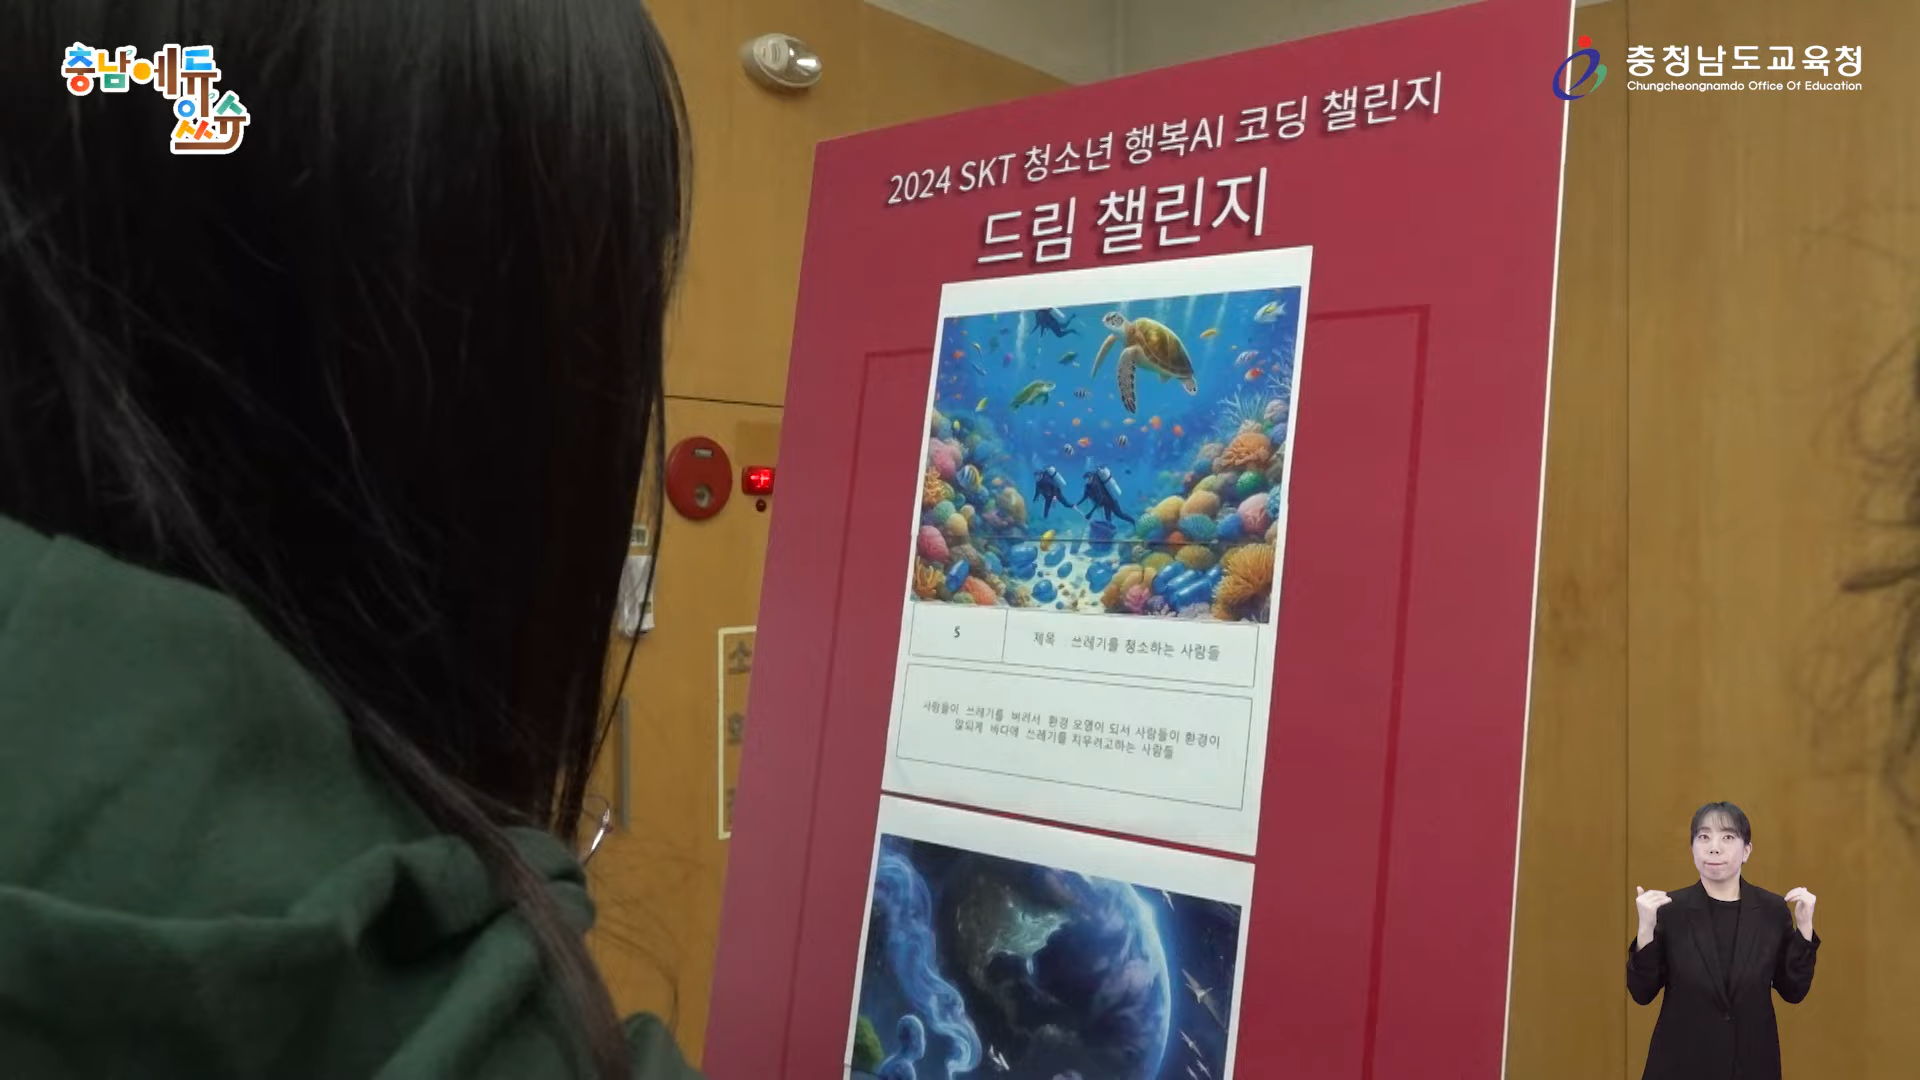 충남에듀
있슈
충청남도교육청
Chungcheongnamdo Office Of Education
2024 SKT 청소년 행복AI 코딩 챌린지
드림 챌린지
5
제목 쓰레기를 청소하는 사람들
사람들이 쓰레기를 버려서 환경 오염이 되서 사람들이 환경이
않되게 바다에 쓰레기를 치우려고하는 사람들
소
화